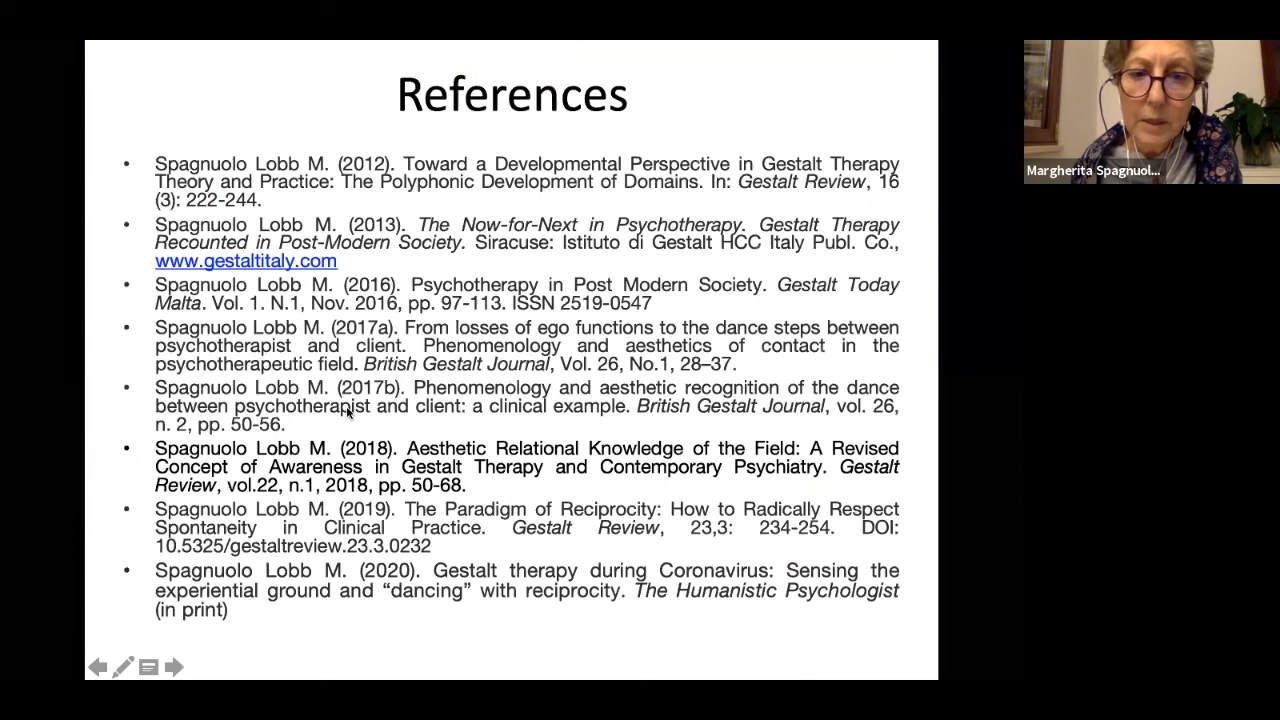 References
• Spagnuolo Lobb M. (2012). Toward a Developmental Perspective in Gestalt Therapy
Theory and Practice: The Polyphonic Development of Domains. In: Gestalt Review, 16
(3): 222-244.
• Spagnuolo Lobb M. (2013). The Now-for-Next in Psychotherapy. Gestalt Therapy
Recounted in Post-Modern Society. Siracuse: Istituto di Gestalt HCC Italy Publ. Co.,
www.gestaltitaly.com
• Spagnuolo Lobb M. (2016). Psychotherapy in Post Modern Society. Gestalt Today
Malta. Vol. 1. N.1, Nov. 2016, pp. 97-113. ISSN 2519-0547
• Spagnuolo Lobb M. (2017a). From losses of ego functions to the dance steps between
psychotherapist and client. Phenomenology and aesthetics of contact in the
psychotherapeutic field. British Gestalt Journal, Vol. 26, No.1, 28–37.
• Spagnuolo Lobb M. (2017b). Phenomenology and aesthetic recognition of the dance
between psychotherapist and client: a clinical example. British Gestalt Journal, vol. 26,
n. 2, pp. 50-56.
• Spagnuolo Lobb M. (2018). Aesthetic Relational Knowledge of the Field: A Revised
Concept of Awareness in Gestalt Therapy and Contemporary Psychiatry. Gestalt
Review, vol.22, n.1, 2018, pp. 50-68.
• Spagnuolo Lobb M. (2019). The Paradigm of Reciprocity: How to Radically Respect
Spontaneity in Clinical Practice. Gestalt Review, 23,3: 234-254. DOI:
10.5325/gestaltreview.23.3.0232
• Spagnuolo Lobb M. (2020). Gestalt therapy during Coronavirus: Sensing the
experiential ground and “dancing” with reciprocity. The Humanistic Psychologist
(in print)
Margherita Spagnuol...